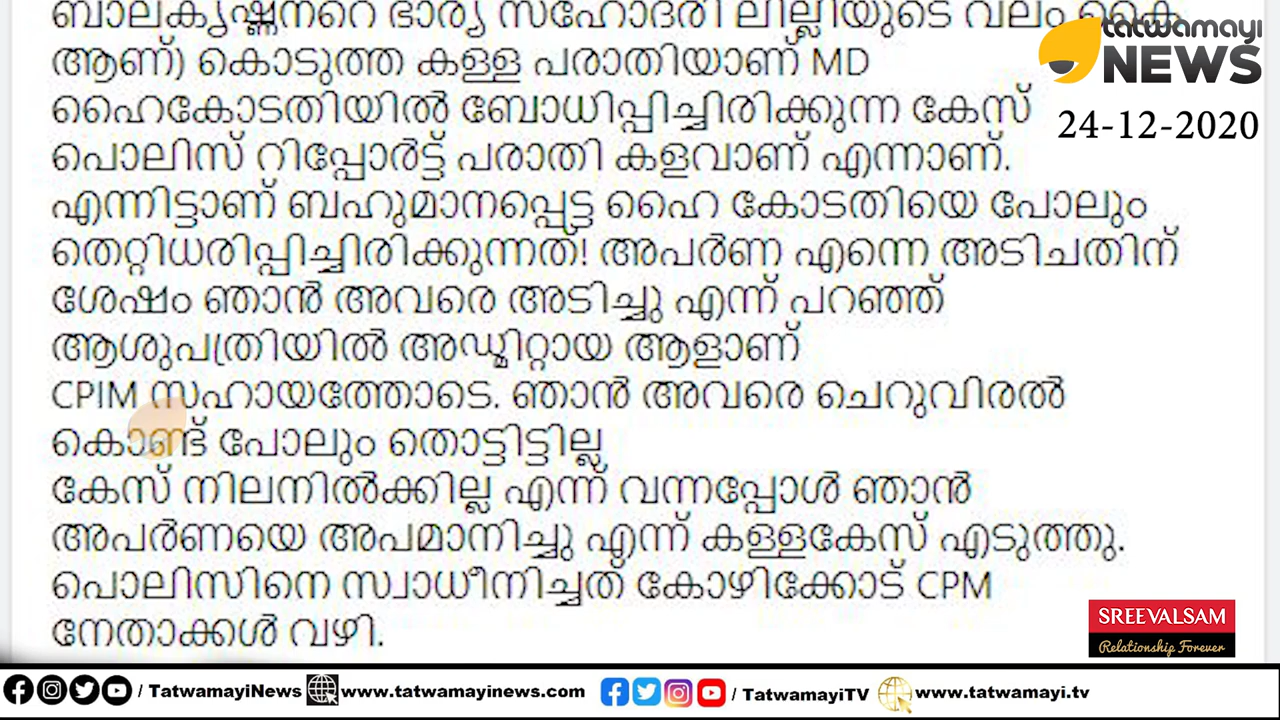 ബാലകൃഷ്ണൻറെ ഭാര്യ സഹോദരി ലില്ലിയുടെ വലം കൈ
ആണ്) കൊടുത്ത കള്ള പരാതിയാണ് MD
ഹൈകോടതിയിൽ ബോധിപ്പിച്ചിരിക്കുന്ന കേസ്
പൊലിസ് റിപ്പോർട്ട് പരാതി കളവാണ് എന്നാണ്.
എന്നിട്ടാണ് ബഹുമാനപ്പെട്ട ഹൈ കോടതിയെ പോലും
തെറ്റിധരിപ്പിച്ചിരിക്കുന്നത്! അപർണ എന്നെ അടിചതിന്
ശേഷം ഞാൻ അവരെ അടിച്ചു എന്ന് പറഞ്ഞ്
ആശുപത്രിയിൽ അഡ്മിറ്റായ ആളാണ്
CPIM സഹായത്തോടെ. ഞാൻ അവരെ ചെറുവിരൽ
കൊണ്ട് പോലും തൊട്ടിട്ടില്ല
കേസ് നിലനിൽക്കില്ല എന്ന് വന്നപ്പോൾ ഞാൻ
അപർണയെ അപമാനിച്ചു എന്ന് കള്ളകേസ് എടുത്തു.
പൊലിസിനെ സ്വാധീനിച്ചത് കോഴിക്കോട് CPM
നേതാക്കൾ വഴി.
tatwamayi
NEWS
24-12-2020
SREEVALSAM
Relationship Forever
/ TatwamayiNews www.tatwamayinews.com / TatwamayiTV www.tatwamayi.tv